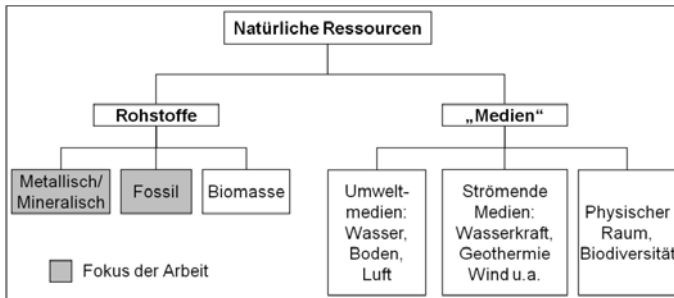 Natürliche Ressourcen
Rohstoffe
„Medien“
Metallisch/
Mineralisch
Fossil
Biomasse
Umwelt-
medien:
Wasser,
Boden,
Luft
Strömende
Medien:
Wasserkraft,
Geothermie
Wind u.a.
Physischer
Raum,
Biodiversität
Fokus der Arbeit